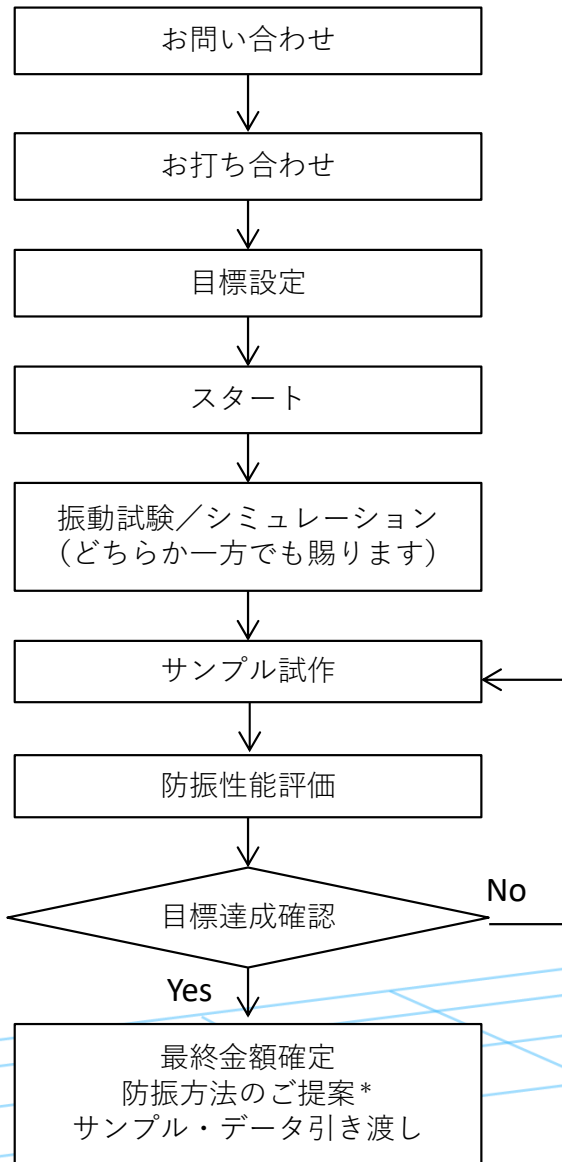 お問い合わせ
お打ち合わせ
目標設定
スタート
振動試験／シミュレーション
(どちらか一方でも賜ります)
サンプル試作
防振性能評価
目標達成確認
No
Yes
最終金額確定
防振方法のご提案*
サンプル・データ引き渡し